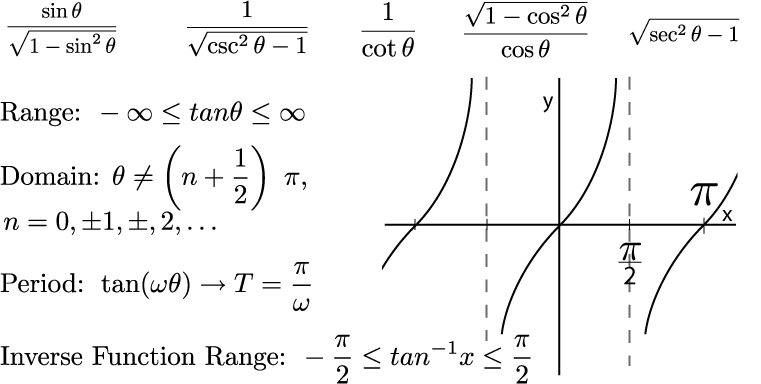 sin θ / √(1 − sin² θ)   1 / √(csc² θ − 1)   1 / cot θ   √(1 − cos² θ) / cos θ   √(sec² θ − 1)
Range: − ∞ ≤ tanθ ≤ ∞
y
Domain: θ ≠ (n + 1/2) π,
π
x
n = 0, ±1, ±, 2, . . .
π/2
Period: tan(ωθ) → T = π/ω
Inverse Function Range: − π/2 ≤ tan⁻¹x ≤ π/2